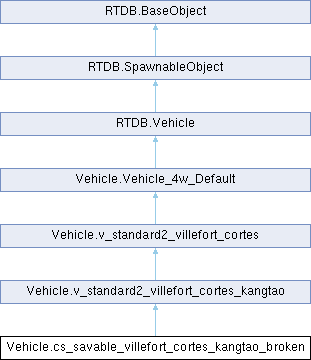 RTDB.BaseObject
RTDB.SpawnableObject
RTDB.Vehicle
Vehicle.Vehicle_4w_Default
Vehicle.v_standard2_villefort_cortes
Vehicle.v_standard2_villefort_cortes_kangtao
Vehicle.cs_savable_villefort_cortes_kangtao_broken